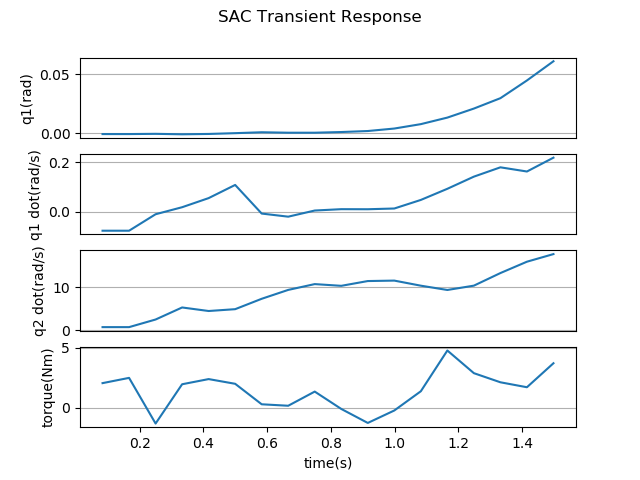 SAC Transient Response
0.05
0.00
q1(rad)
0.2
0.0
q1 dot(rad/s)
10
0
q2 dot(rad/s)
5
0
torque(Nm)
0.2 0.4 0.6 0.8 1.0 1.2 1.4
time(s)